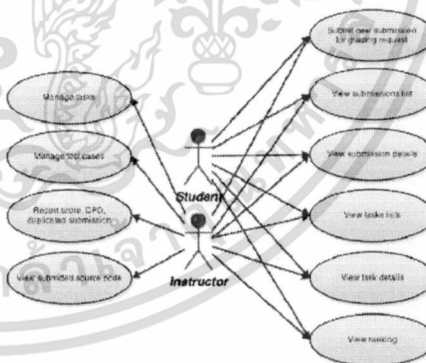 Submit new submission
for grading request
Manage tasks
View submissions list
Manage test cases
View submission details
Student
Report score, CPD,
duplicated submission
View tasks lists
View submitted source code
Instructor
View task details
View ranking